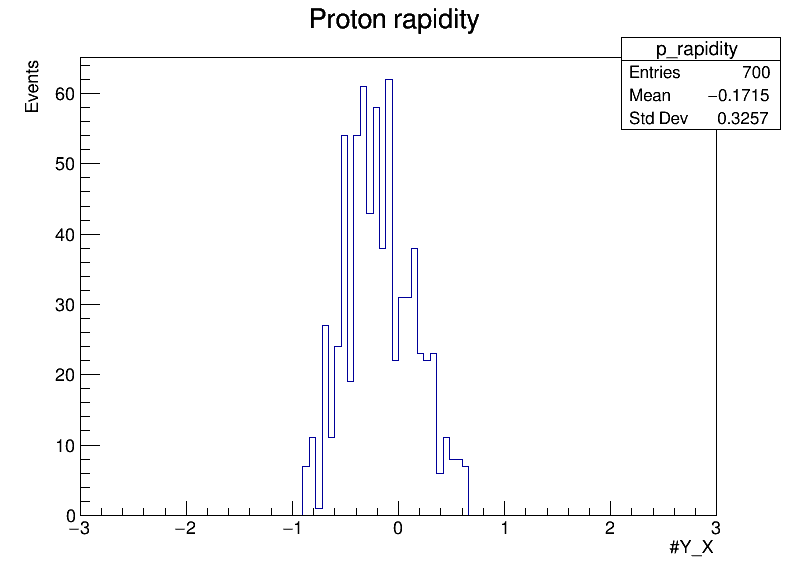 Proton rapidity
p_rapidity
Entries 700
Mean −0.1715
Std Dev 0.3257
Events
60
50
40
30
20
10
0
−3 −2 −1 0 1 2 3
#Y_X